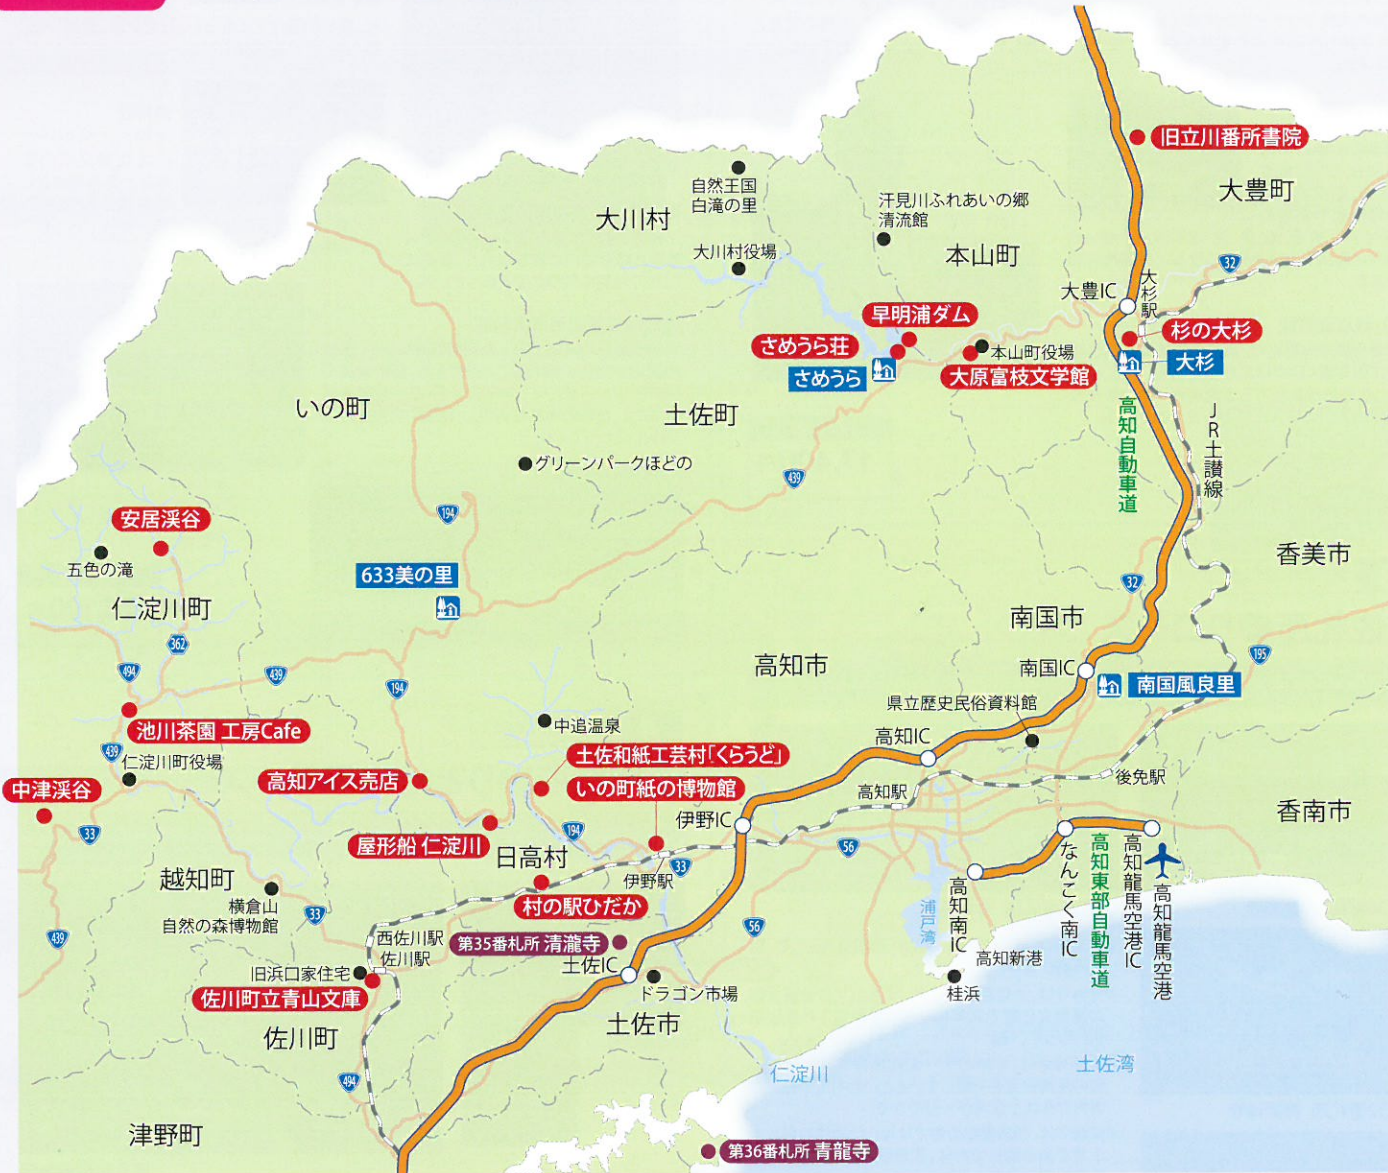 旧立川番所書院
大豊町
自然王国
白滝の里
大川村
汗見川ふれあいの郷
清流館
大川村役場
本山町
32
大豊IC
大杉駅
早明浦ダム
杉の大杉
さめうら荘
本山町役場
大杉
さめうら
大原富枝文学館
いの町
土佐町
高知自動車道
JR土讃線
グリーンパークほどの
439
194
安居渓谷
五色の滝
香美市
633美の里
32
仁淀川町
南国市
362
高知市
南国IC
195
494
439
194
南国風良里
県立歴史民俗資料館
池川茶園 工房Cafe
中追温泉
高知IC
439
仁淀川町役場
土佐和紙工芸村「くらうど」
高知アイス売店
いの町紙の博物館
高知駅
後免駅
中津渓谷
伊野IC
香南市
33
屋形船 仁淀川
194
日高村
33
56
伊野駅
越知町
横倉山
自然の森博物館
村の駅ひだか
高知南IC
なんこく南IC
高知東部自動車道
高知龍馬空港IC
高知龍馬空港
浦戸湾
33
56
439
西佐川駅
佐川駅
第35番札所 清瀧寺
土佐IC
高知新港
旧浜口家住宅
ドラゴン市場
桂浜
佐川町立青山文庫
佐川町
土佐市
仁淀川
土佐湾
494
津野町
第36番札所 青龍寺